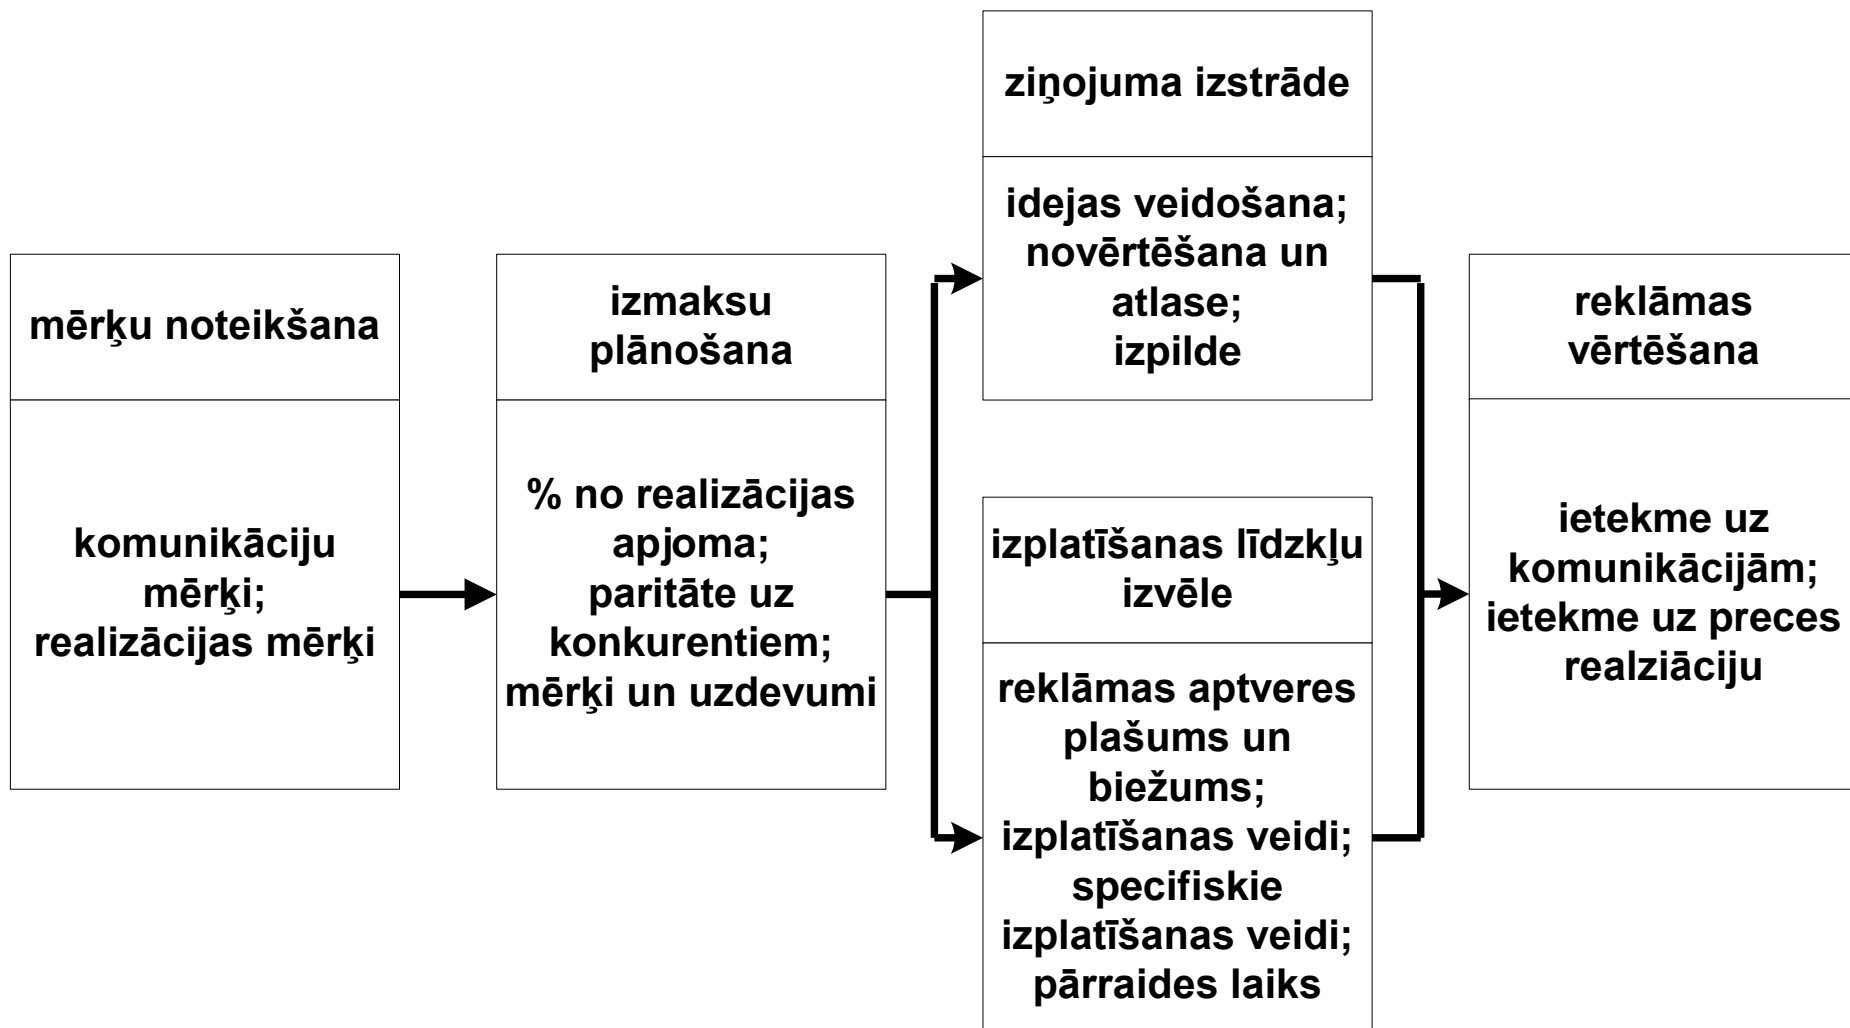 mērķu noteikšana
komunikāciju
mērķi;
realizācijas mērķi
izmaksu
plānošana
% no realizācijas
apjoma;
paritāte uz
konkurentiem;
mērķi un uzdevumi
ziņojuma izstrāde
idejas veidošana;
novērtēšana un
atlase;
izpilde
izplatīšanas līdzkļu
izvēle
reklāmas aptveres
plašums un
biežums;
izplatīšanas veidi;
specifiskie
izplatīšanas veidi;
pārraides laiks
reklāmas
vērtēšana
ietekme uz
komunikācijām;
ietekme uz preces
realziāciju